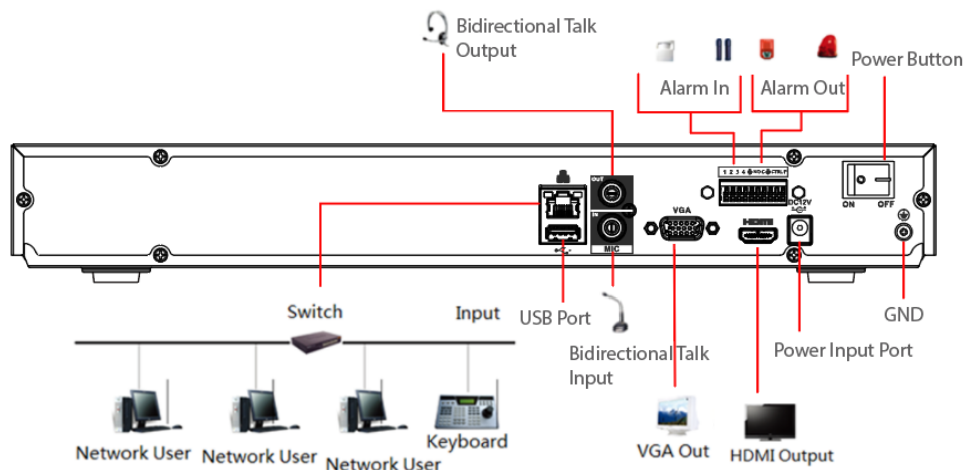 Bidirectional Talk
Output
Alarm In
Alarm Out
Power Button
1 2 3 4
OUT
IN
MIC
VGA
HDMI
DC12V
ON
OFF
Switch
Input
USB Port
Bidirectional Talk
Input
Power Input Port
GND
Network User
Network User
Network User
Keyboard
VGA Out
HDMI Output